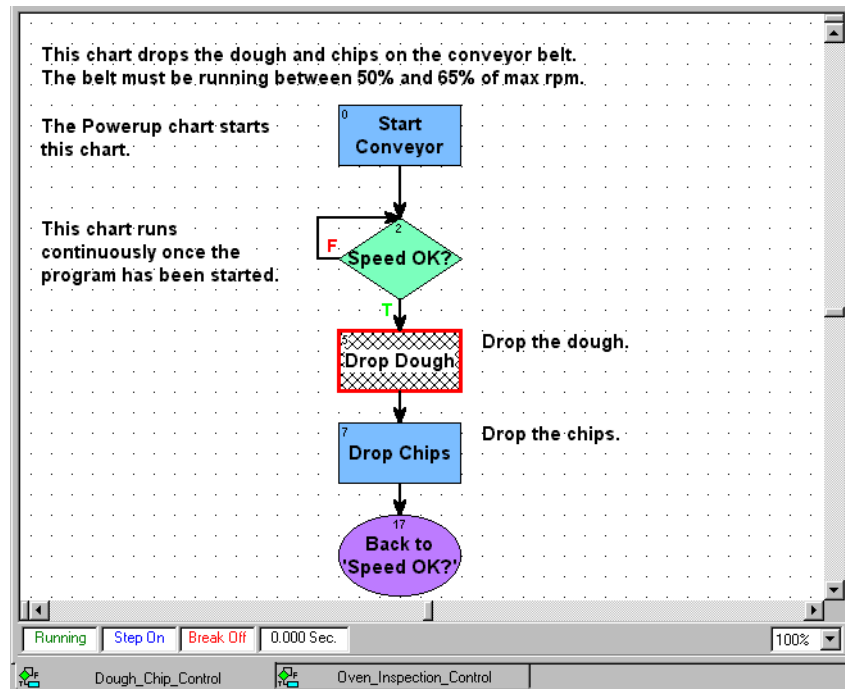 This chart drops the dough and chips on the conveyor belt.
The belt must be running between 50% and 65% of max rpm.
The Powerup chart starts
this chart.
0
Start
Conveyor
This chart runs
continuously once the
program has been started.
2
Speed OK?
F
T
5
Drop Dough
Drop the dough.
7
Drop Chips
Drop the chips.
17
Back to
'Speed OK?'
Running
Step On
Break Off
0.000 Sec.
100%
Dough_Chip_Control
Oven_Inspection_Control